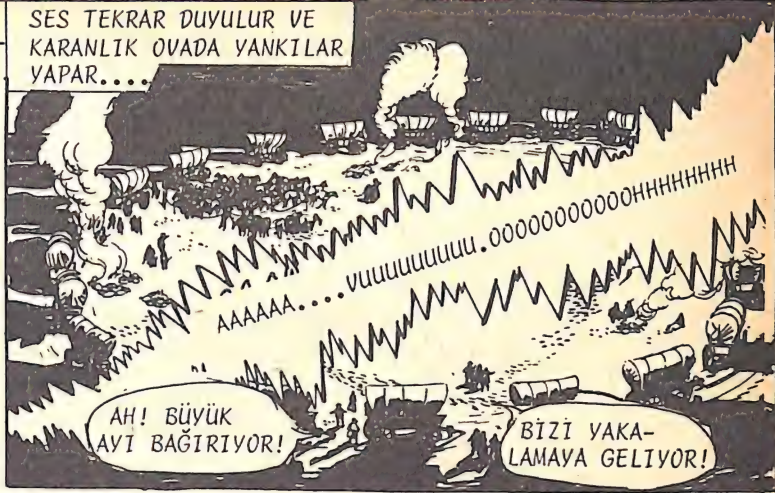 SES TEKRAR DUYULUR VE
KARANLIK OVADA YANKILAR
YAPAR....
AAAAAA....VUUUUUUUUUU.OOOOOOOOOOOHHHHHHHH
AH! BÜYÜK
AYI BAĞIRIYOR!
BİZİ YAKA-
LAMAYA GELİYOR!